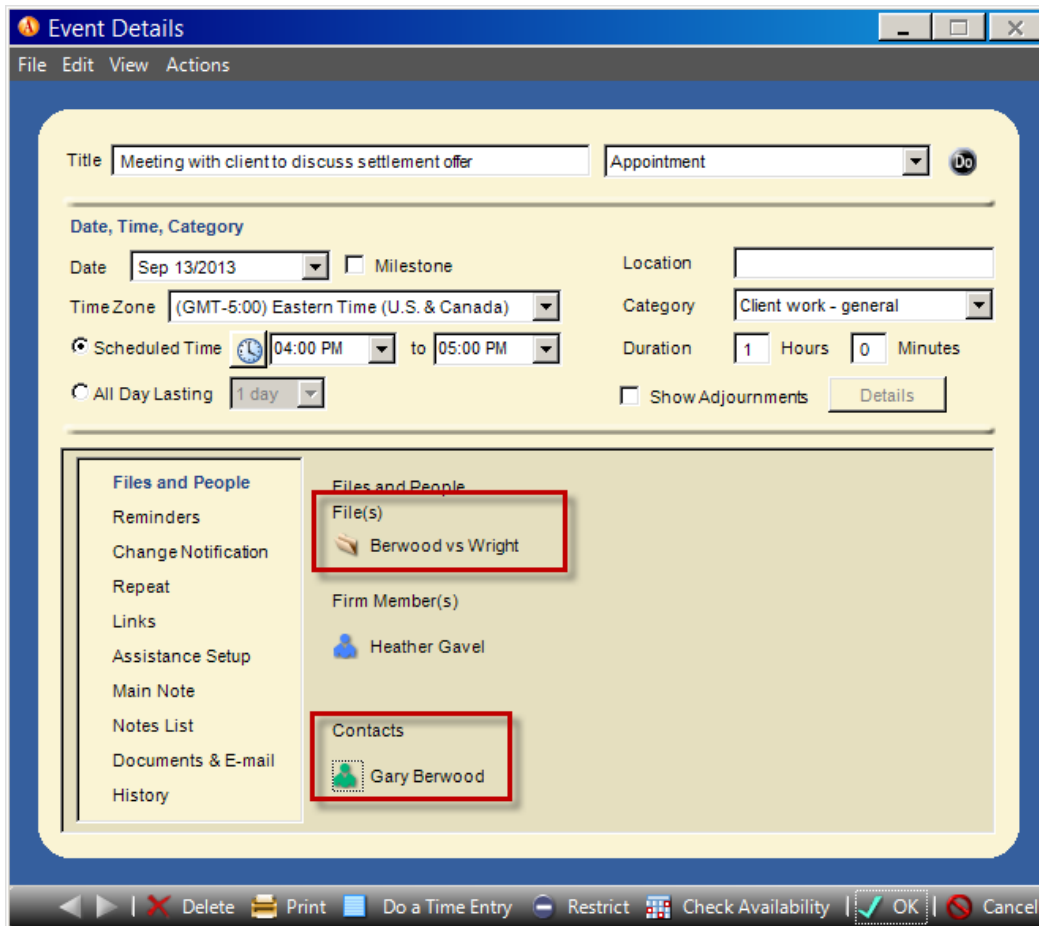 Event Details
File Edit View Actions
Title Meeting with client to discuss settlement offer Appointment Do
Date, Time, Category
Date Sep 13/2013 Milestone Location
Time Zone (GMT-5:00) Eastern Time (U.S. & Canada) Category Client work - general
Scheduled Time 04:00 PM to 05:00 PM Duration 1 Hours 0 Minutes
All Day Lasting 1 day Show Adjournments Details
Files and People
Reminders
Change Notification
Repeat
Links
Assistance Setup
Main Note
Notes List
Documents & E-mail
History
Files and People
File(s)
Berwood vs Wright
Firm Member(s)
Heather Gavel
Contacts
Gary Berwood
Delete Print Do a Time Entry Restrict Check Availability OK Cancel